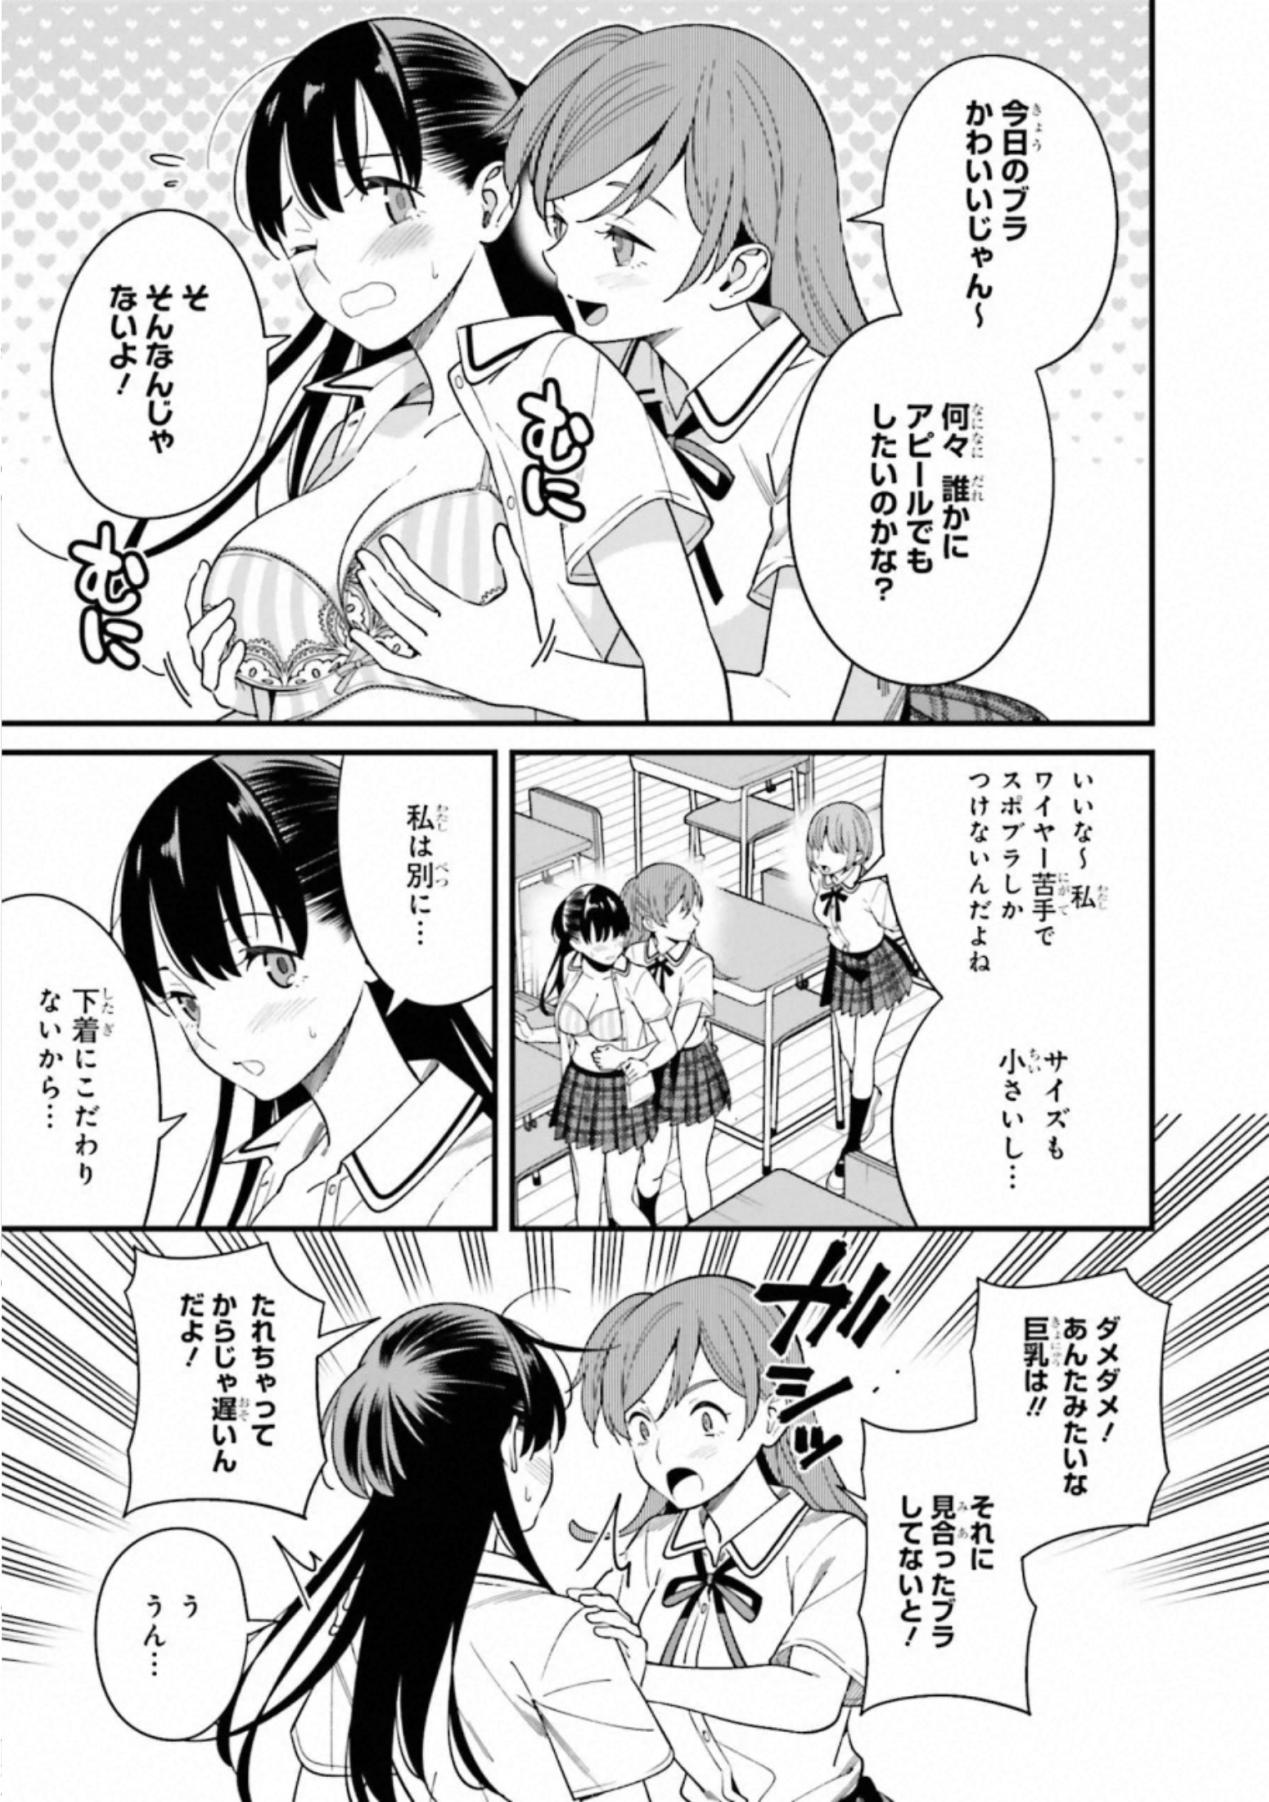 今日のブラ
かわいいじゃん～
何々 誰かに
アピールでも
したいのかな？
そ
そんなんじゃ
ないよ！
むに
むに
いいな～ 私
ワイヤー苦手で
スポブラしか
つけないんだよね
サイズも
小さいし…
私は別に…
下着にこだわり
ないから…
ダメダメ！
あんたみたいな
巨乳は!!
それに
見合ったブラ
してないと！
ガシッ
たれちゃって
からじゃ遅いん
だよ！
う
うん…